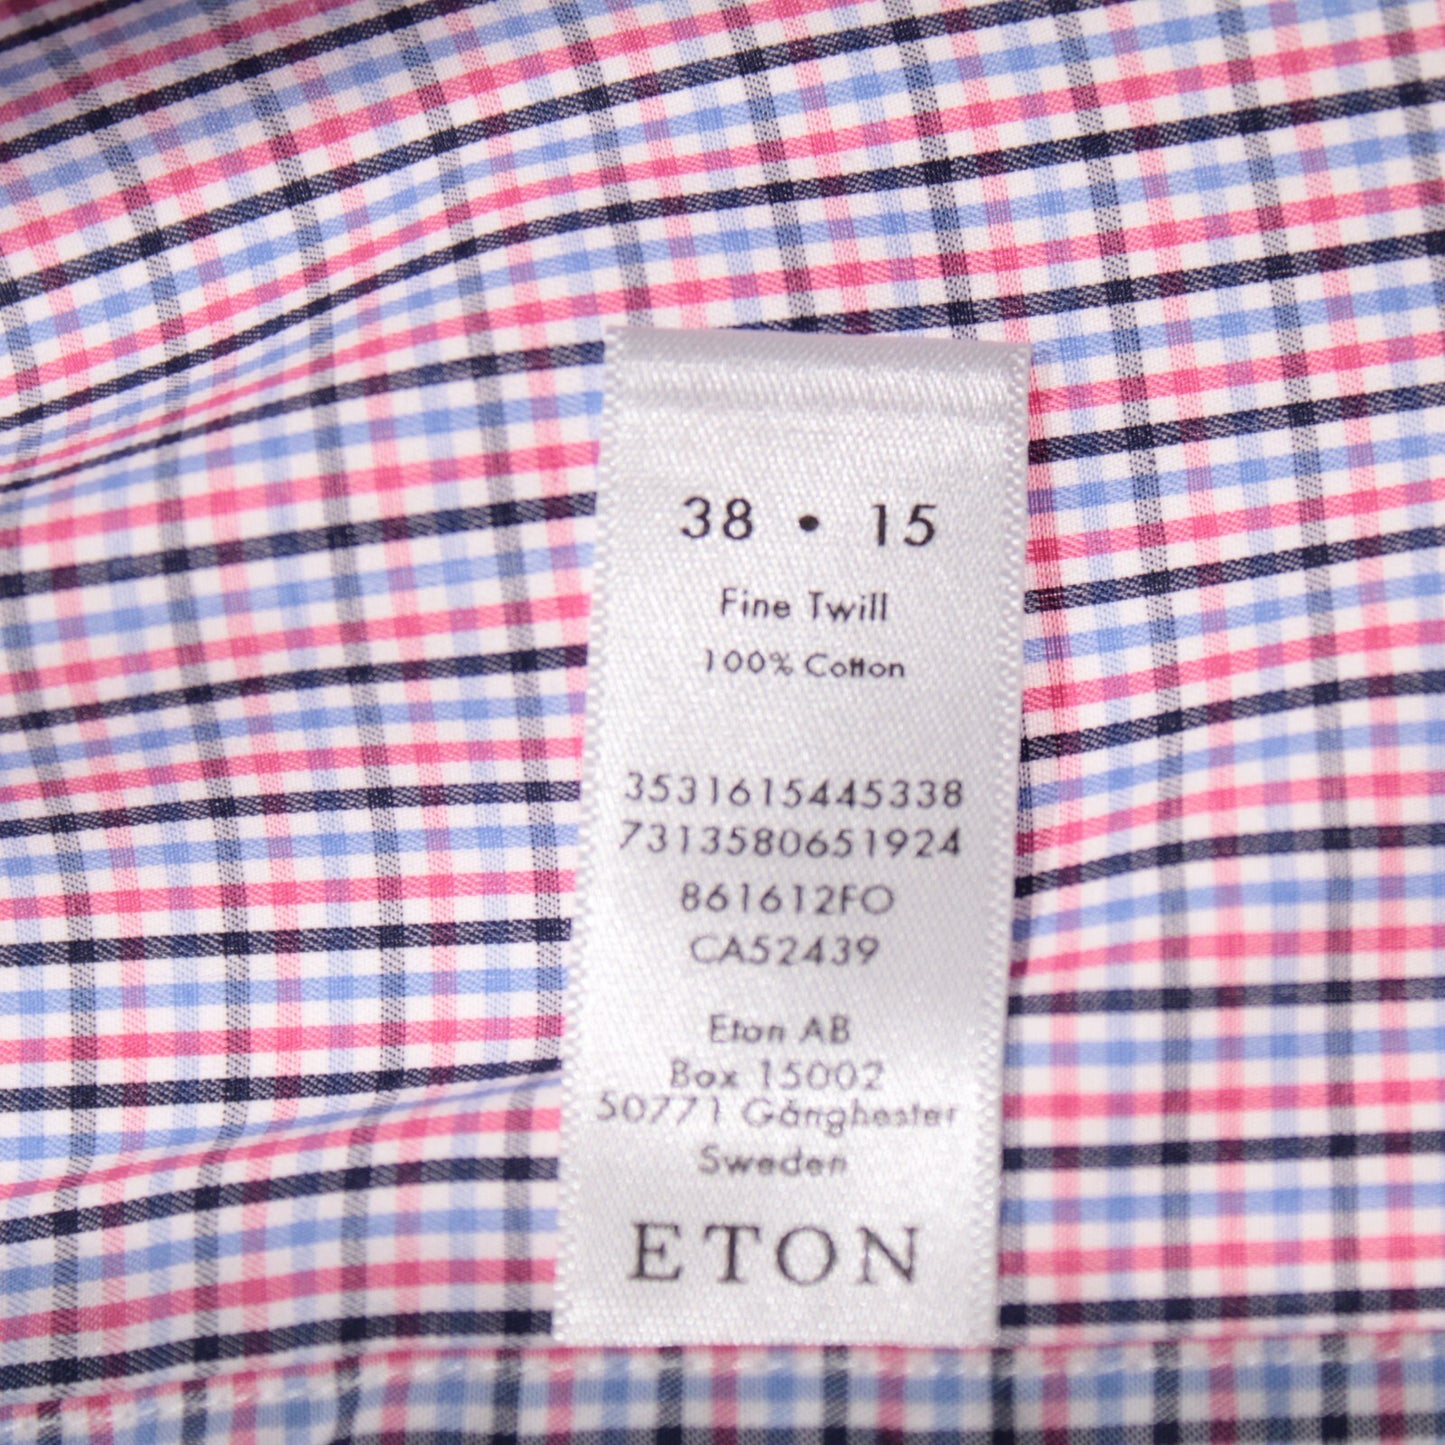 38 • 15
Fine Twill
100% Cotton
3531615445338
7313580651924
861612FO
CA52439
Eton AB
Box 15002
50771 Gånghester
Sweden
ETON